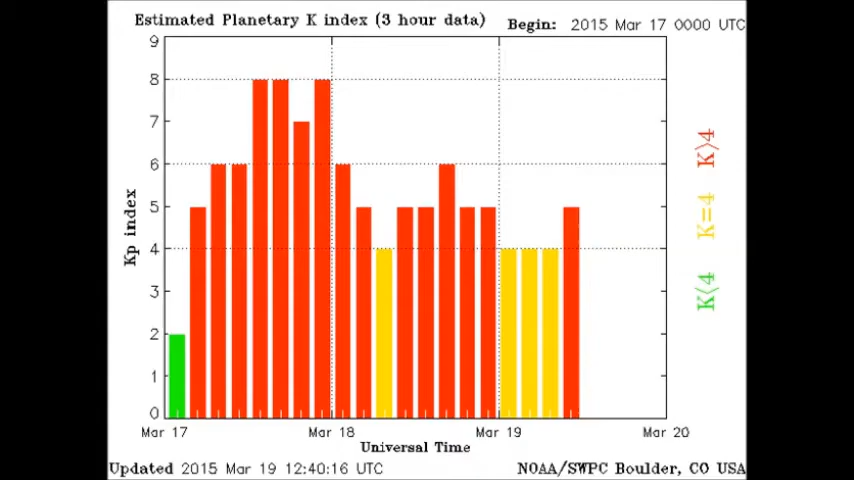 Estimated Planetary K index (3 hour data)
Begin: 2015 Mar 17 0000 UTC
9
8
7
6
5
4
3
2
1
0
Kp index
K>4
K=4
K<4
Mar 17
Mar 18
Mar 19
Mar 20
Universal Time
Updated 2015 Mar 19 12:40:16 UTC
NOAA/SWPC Boulder, CO USA